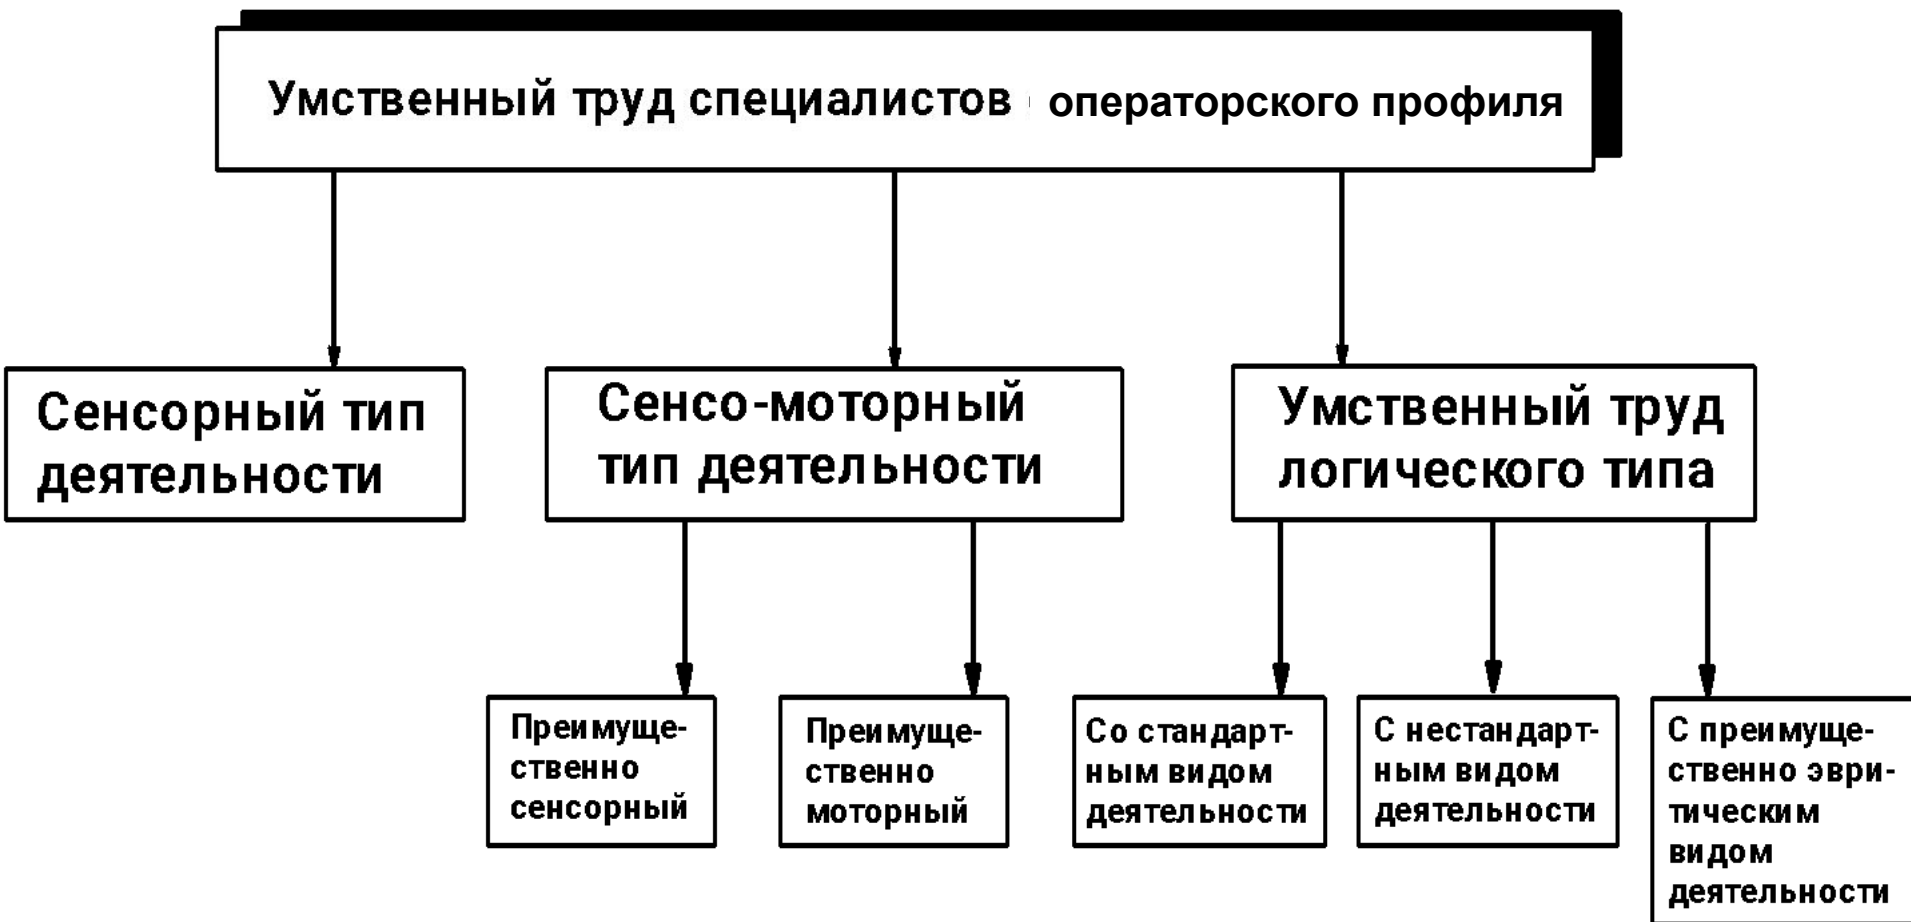 Умственный труд специалистов операторского профиля
Сенсорный тип
деятельности
Сенсо-моторный
тип деятельности
Умственный труд
логического типа
Преимуще-
ственно
сенсорный
Преимуще-
ственно
моторный
Со стандарт-
ным видом
деятельности
С нестандарт-
ным видом
деятельности
С преимуще-
ственно эври-
тическим
видом
деятельности